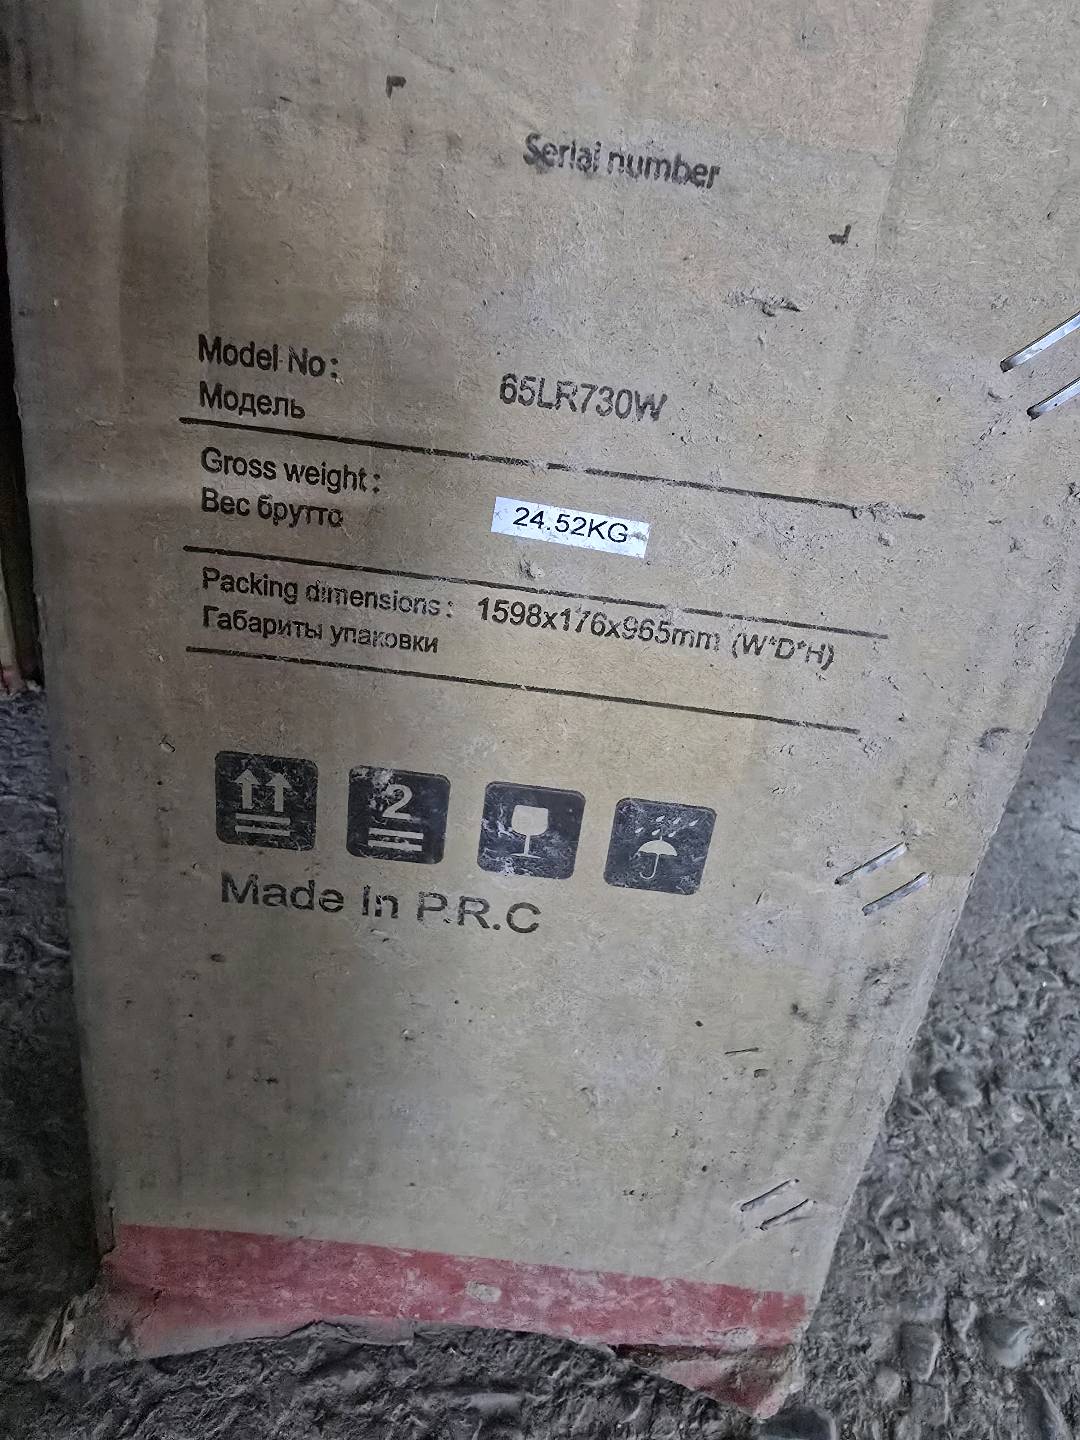 Serial number
Model No:
Модель
65LR730W
Gross weight:
Вес брутто
24.52KG
Packing dimensions: 1598x176x965mm (W*D*H)
Габариты упаковки
2
Made In P.R.C